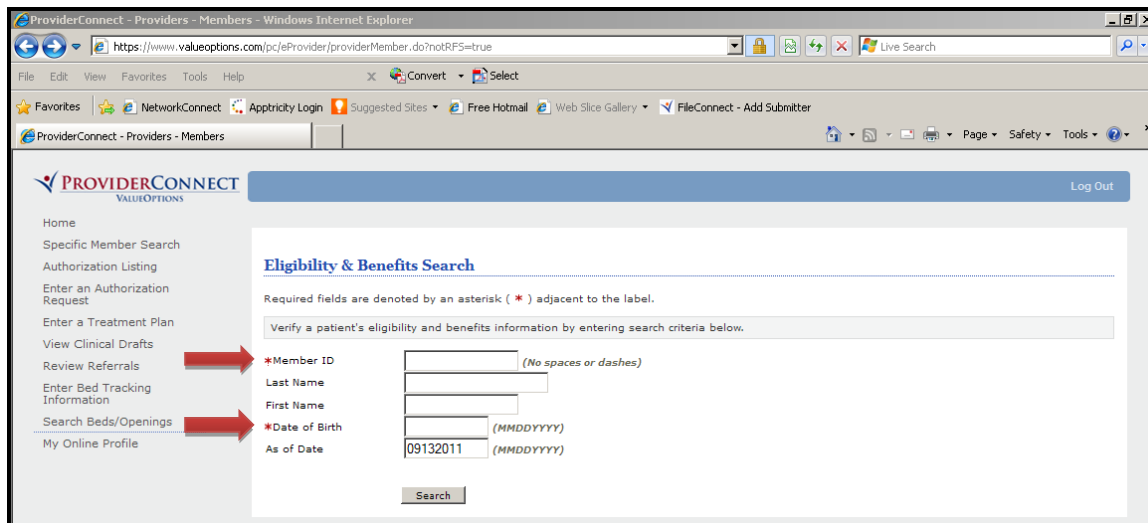 ProviderConnect - Providers - Members - Windows Internet Explorer
https://www.valueoptions.com/pc/eProvider/providerMember.do?notRFS=true
Live Search
File Edit View Favorites Tools Help
x Convert Select
Favorites NetworkConnect Apptricity Login Suggested Sites Free Hotmail Web Slice Gallery FileConnect - Add Submitter
ProviderConnect - Providers - Members
Page Safety Tools
PROVIDERCONNECT
VALUEOPTIONS
Log Out
Home
Specific Member Search
Authorization Listing
Enter an Authorization
Request
Enter a Treatment Plan
View Clinical Drafts
Review Referrals
Enter Bed Tracking
Information
Search Beds/Openings
My Online Profile
Eligibility & Benefits Search
Required fields are denoted by an asterisk ( * ) adjacent to the label.
Verify a patient's eligibility and benefits information by entering search criteria below.
*Member ID (No spaces or dashes)
Last Name
First Name
*Date of Birth (MMDDYYYY)
As of Date 09132011 (MMDDYYYY)
Search